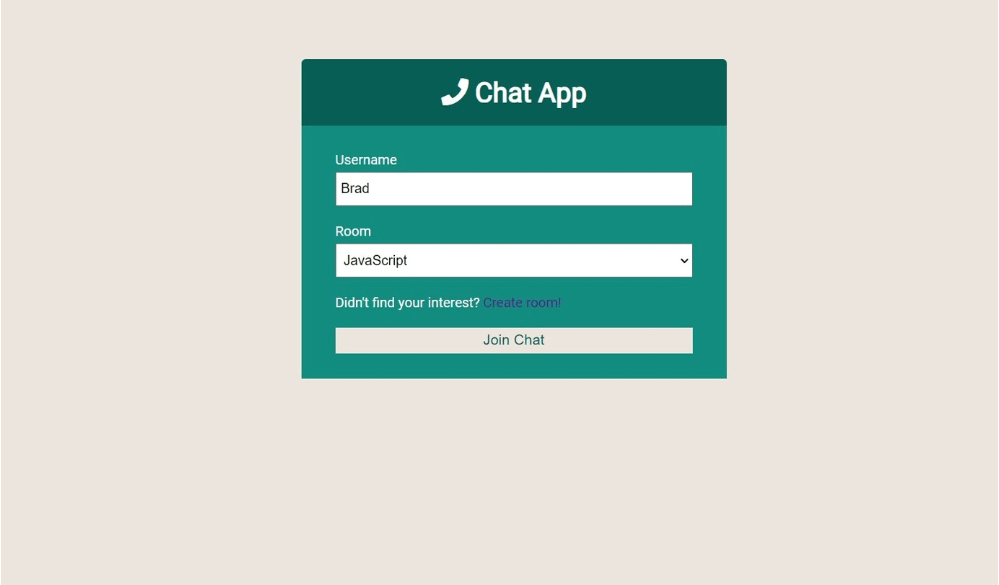 Chat App
Username
Brad
Room
JavaScript
Didn't find your interest? Create room!
Join Chat